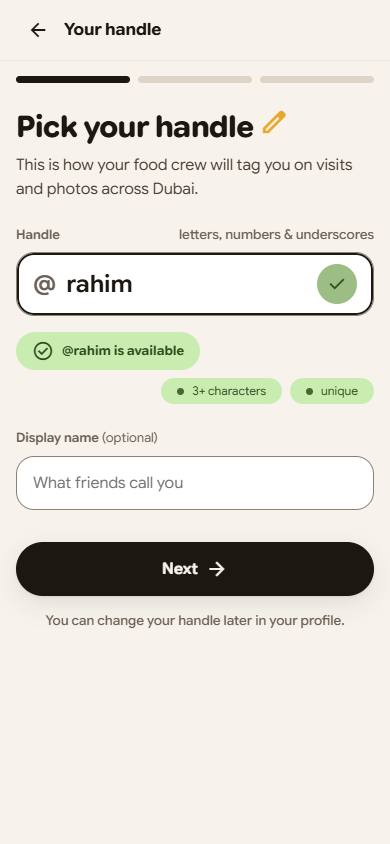 Your handle
Pick your handle
This is how your food crew will tag you on visits
and photos across Dubai.
Handle
letters, numbers & underscores
@ rahim
@rahim is available
3+ characters
unique
Display name (optional)
What friends call you
Next
You can change your handle later in your profile.